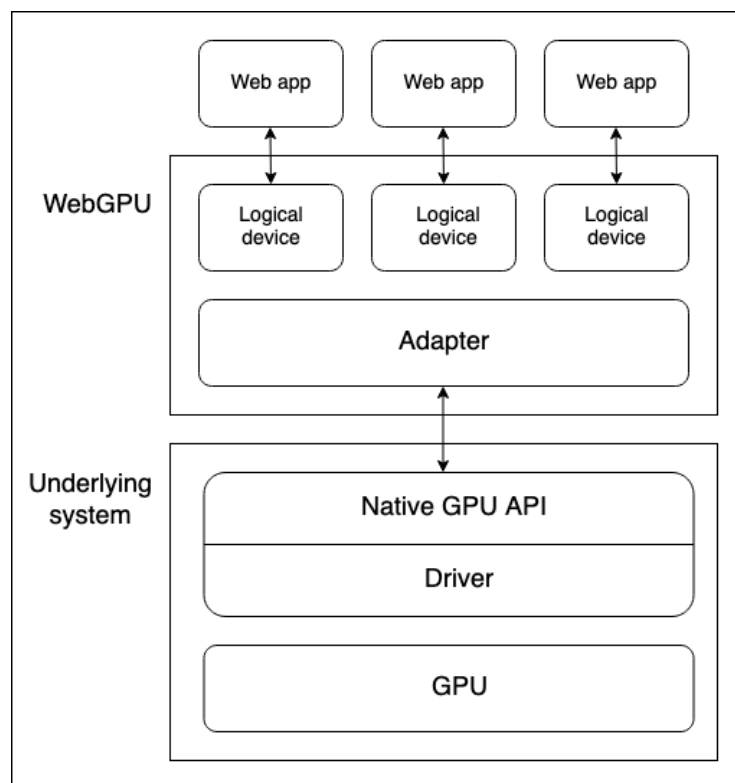 Web app
Web app
Web app
WebGPU
Logical
device
Logical
device
Logical
device
Adapter
Underlying
system
Native GPU API
Driver
GPU